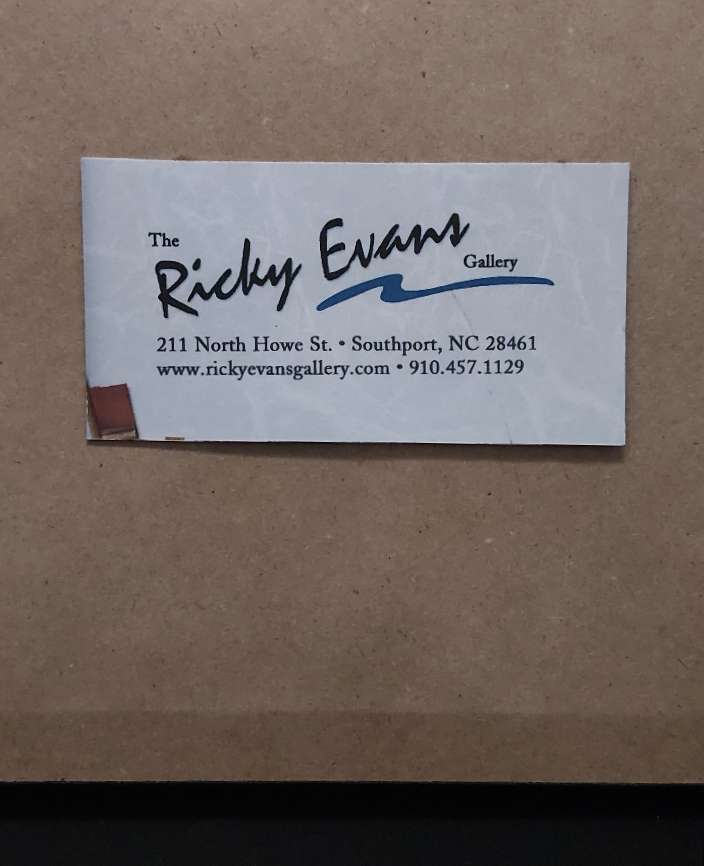 The
Ricky Evans
Gallery
211 North Howe St. • Southport, NC 28461
www.rickyevansgallery.com • 910.457.1129